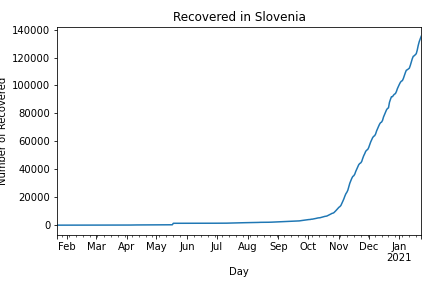 Recovered in Slovenia
140000
120000
100000
80000
60000
40000
20000
0
Number of Recovered
Feb Mar Apr May Jun Jul Aug Sep Oct Nov Dec Jan
2021
Day